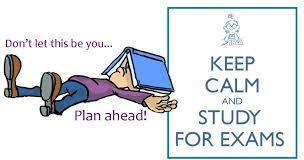 Don't let this be you...
Plan ahead!
KEEP
CALM
AND
STUDY
FOR EXAMS